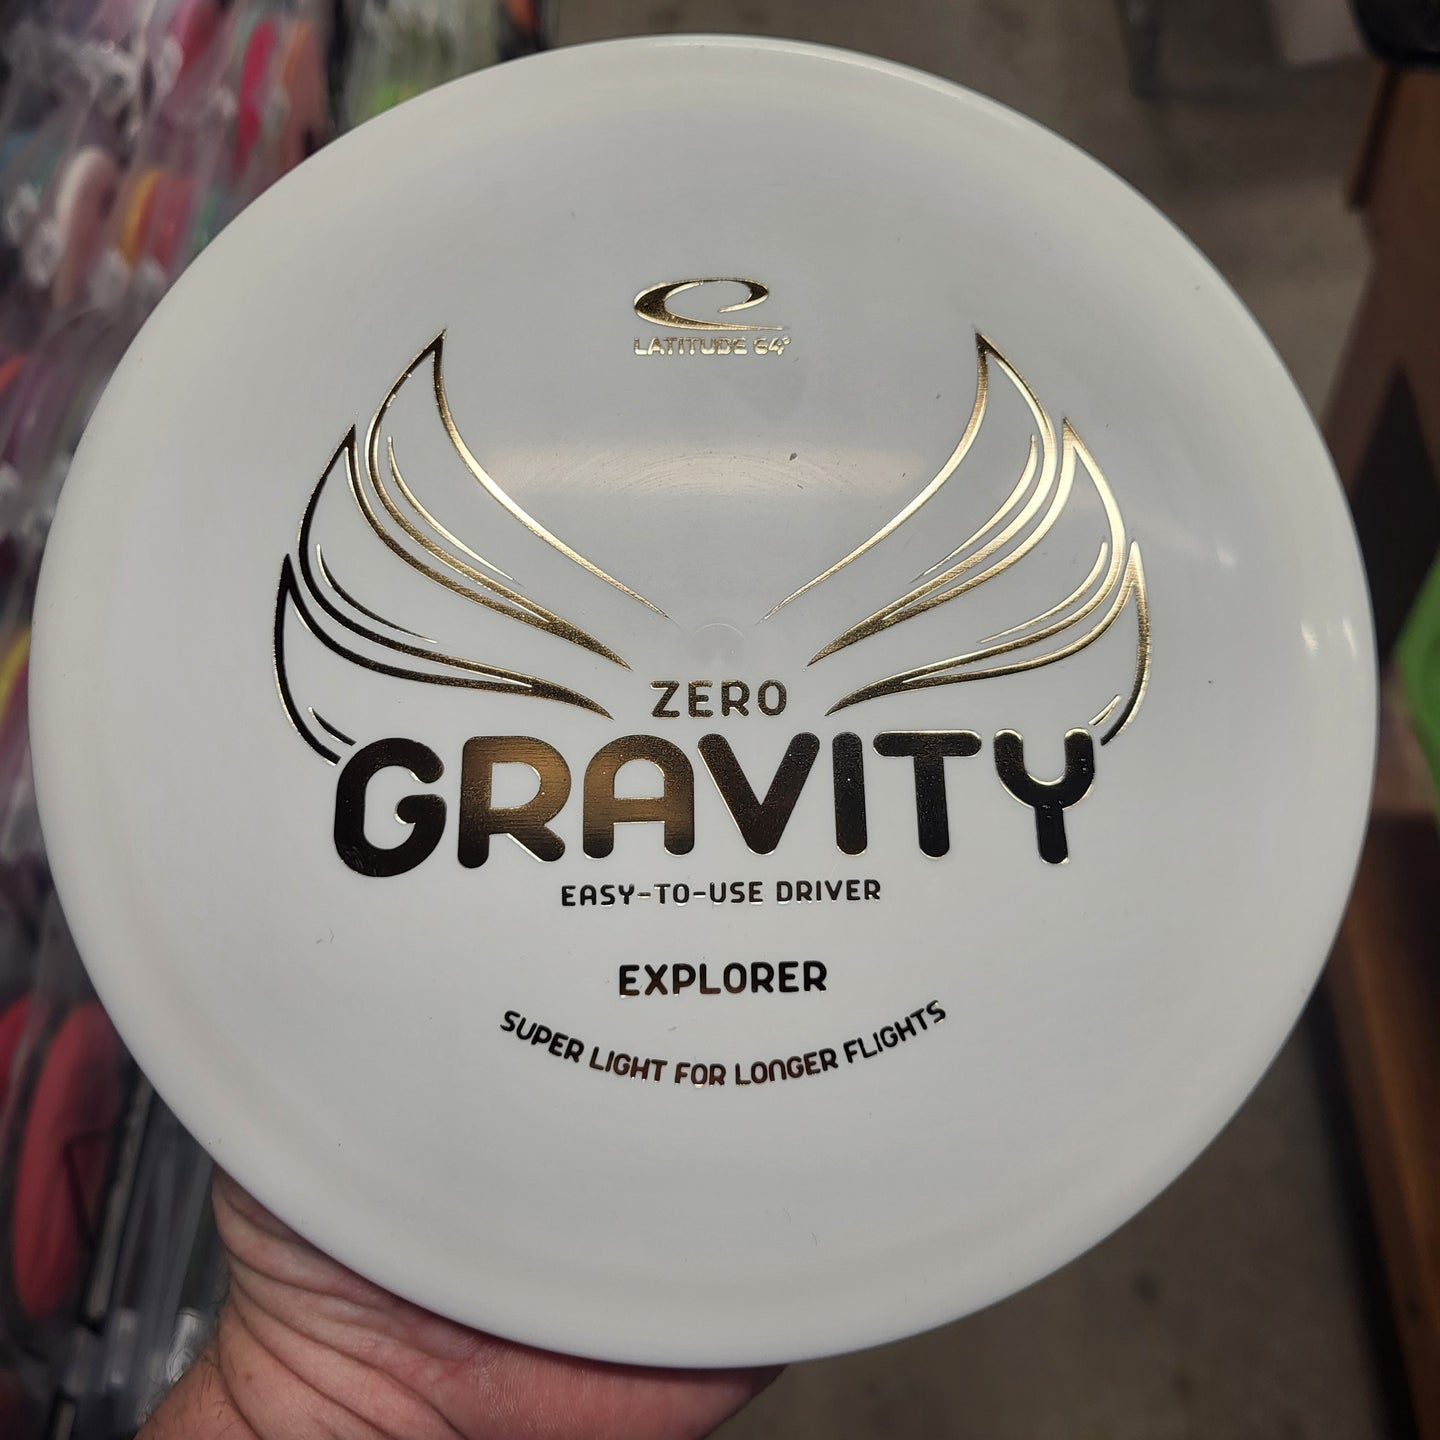 LATITUDE 64°
ZERO
GRAVITY
EASY-TO-USE DRIVER
EXPLORER
SUPER LIGHT FOR LONGER FLIGHTS